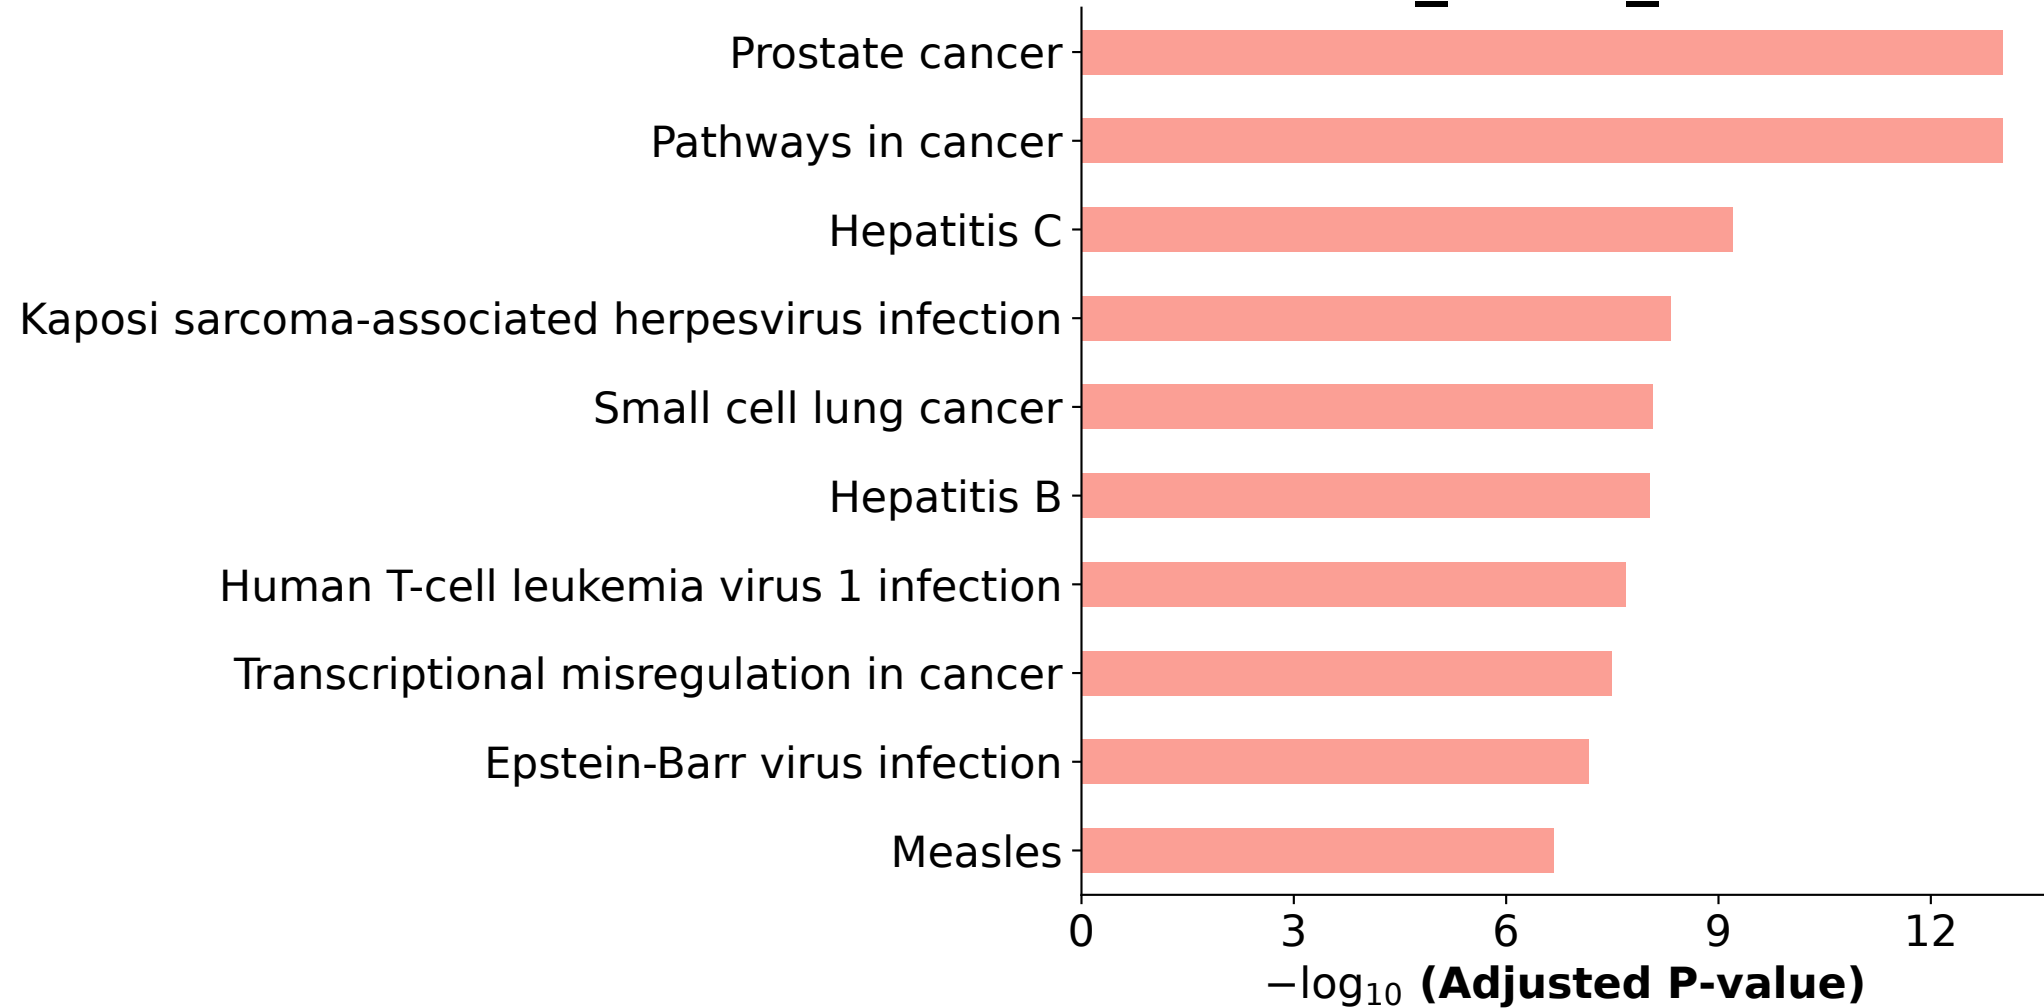 Prostate cancer
Pathways in cancer
Hepatitis C
Kaposi sarcoma-associated herpesvirus infection
Small cell lung cancer
Hepatitis B
Human T-cell leukemia virus 1 infection
Transcriptional misregulation in cancer
Epstein-Barr virus infection
Measles
0 3 6 9 12
−log₁₀ (Adjusted P-value)